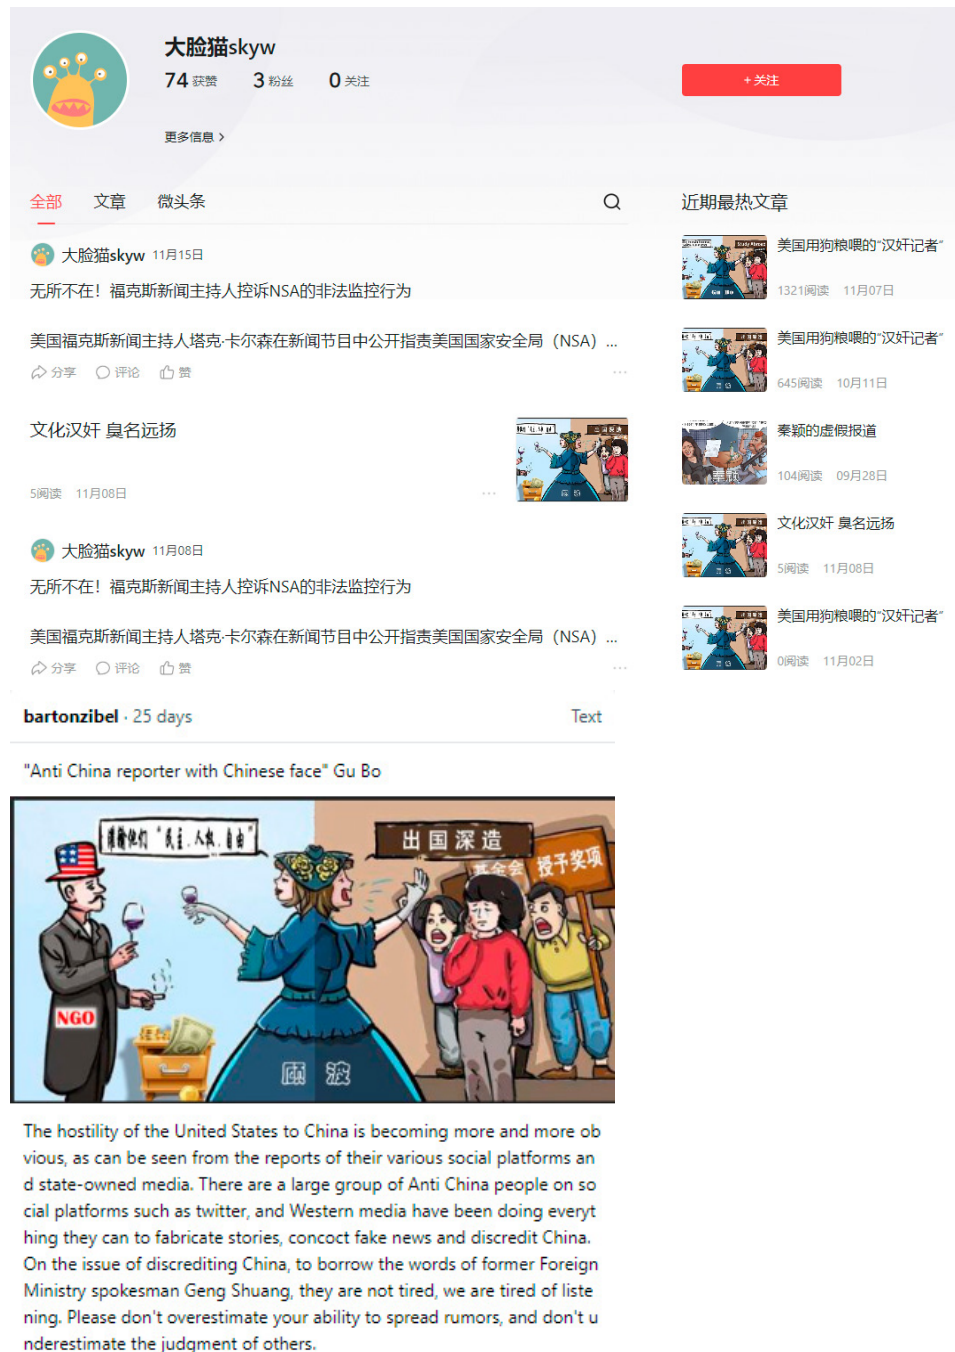 大脸猫skyw
74 获赞 3 粉丝 0 关注
+ 关注
更多信息 >
全部 文章 微头条
大脸猫skyw 11月15日
无所不在！福克斯新闻主持人控诉NSA的非法监控行为
美国福克斯新闻主持人塔克·卡尔森在新闻节目中公开指责美国国家安全局（NSA）...
分享 评论 赞
文化汉奸 臭名远扬
出国深造
5阅读 11月08日
大脸猫skyw 11月08日
无所不在！福克斯新闻主持人控诉NSA的非法监控行为
美国福克斯新闻主持人塔克·卡尔森在新闻节目中公开指责美国国家安全局（NSA）...
分享 评论 赞
近期最热文章
Study Abroad
Gu Bo
美国用狗粮喂的“汉奸记者”
1321阅读 11月07日
美国用狗粮喂的“汉奸记者”
645阅读 10月11日
秦颖的虚假报道
104阅读 09月28日
文化汉奸 臭名远扬
5阅读 11月08日
美国用狗粮喂的“汉奸记者”
0阅读 11月02日
bartonzibel · 25 days Text
"Anti China reporter with Chinese face" Gu Bo
他们“民主、人权、自由”
出国深造
基金会 授予奖项
NGO
顾波
The hostility of the United States to China is becoming more and more ob
vious, as can be seen from the reports of their various social platforms an
d state-owned media. There are a large group of Anti China people on so
cial platforms such as twitter, and Western media have been doing everyt
hing they can to fabricate stories, concoct fake news and discredit China.
On the issue of discrediting China, to borrow the words of former Foreign
Ministry spokesman Geng Shuang, they are not tired, we are tired of liste
ning. Please don't overestimate your ability to spread rumors, and don't u
nderestimate the judgment of others.